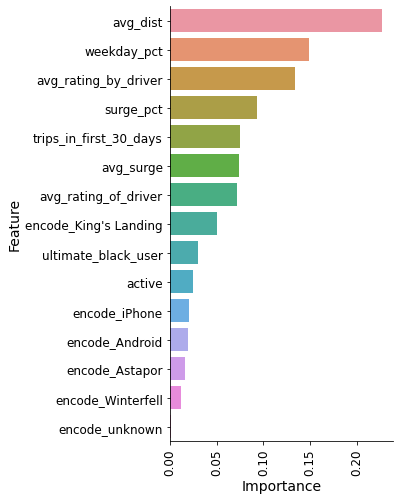 avg_dist
weekday_pct
avg_rating_by_driver
surge_pct
trips_in_first_30_days
avg_surge
avg_rating_of_driver
encode_King's Landing
ultimate_black_user
active
encode_iPhone
encode_Android
encode_Astapor
encode_Winterfell
encode_unknown
Feature
0.00 0.05 0.10 0.15 0.20
Importance